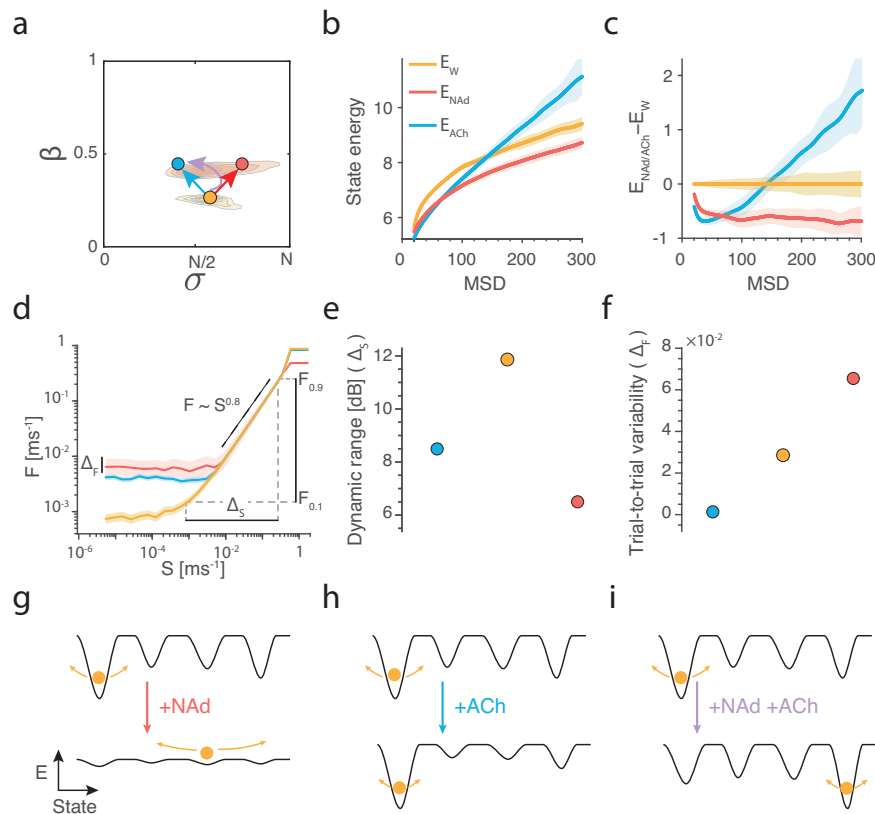 a
β
1
0.5
0
0
N/2
N
σ
b
State energy
10
8
6
0
100
200
300
MSD
E_W
E_NAd
E_ACh
c
E_NAd/ACh−E_W
2
1
0
-1
0
100
200
300
MSD
d
F [ms⁻¹]
1
10⁻¹
10⁻²
10⁻³
10⁻⁶
10⁻⁴
10⁻²
1
S [ms⁻¹]
F ~ S^0.8
F_0.9
F_0.1
Δ_F
Δ_S
e
Dynamic range [dB] (Δ_S)
12
10
8
6
f
Trial-to-trial variability (Δ_F)
×10⁻²
8
6
4
2
0
g
+NAd
E
State
h
+ACh
i
+NAd +ACh